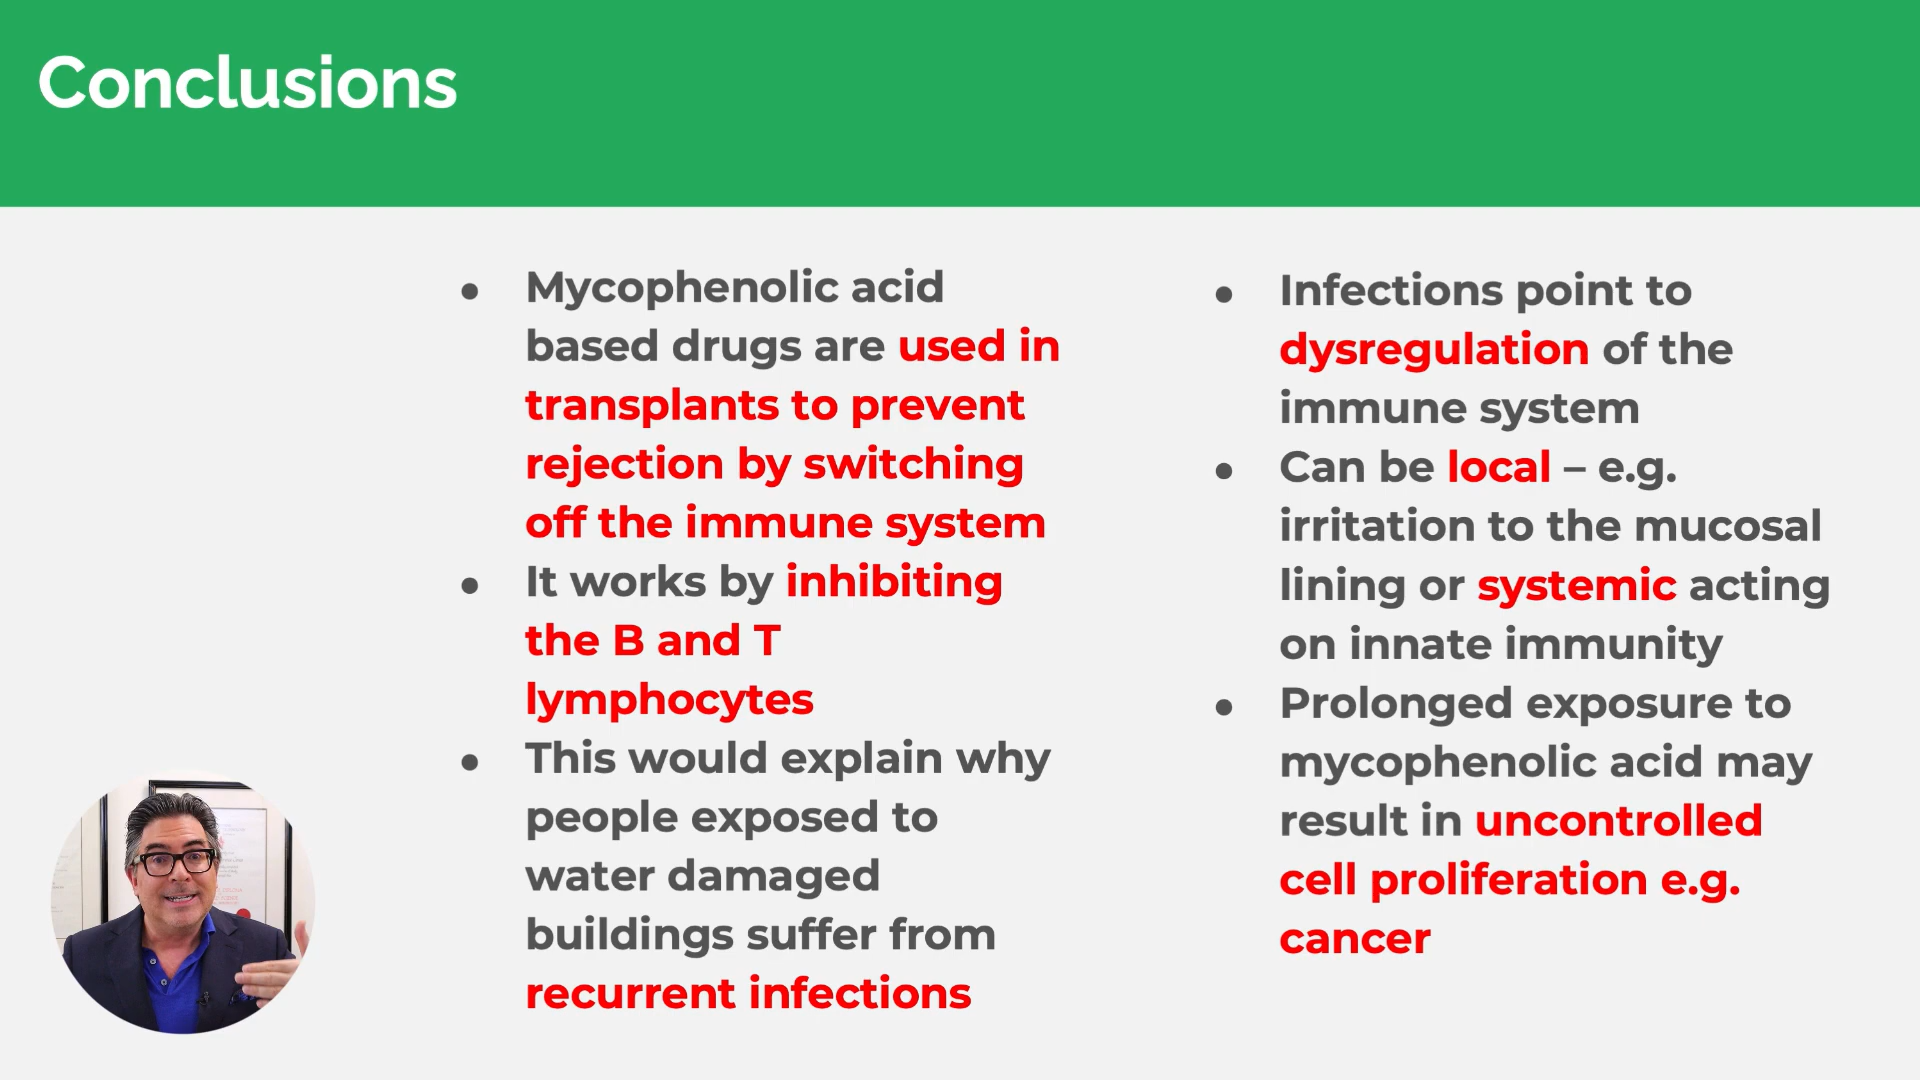 Conclusions
● Mycophenolic acid
based drugs are used in
transplants to prevent
rejection by switching
off the immune system
● It works by inhibiting
the B and T
lymphocytes
● This would explain why
people exposed to
water damaged
buildings suffer from
recurrent infections
● Infections point to
dysregulation of the
immune system
● Can be local – e.g.
irritation to the mucosal
lining or systemic acting
on innate immunity
● Prolonged exposure to
mycophenolic acid may
result in uncontrolled
cell proliferation e.g.
cancer